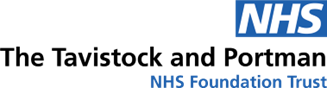 NHS
The Tavistock and Portman
NHS Foundation Trust